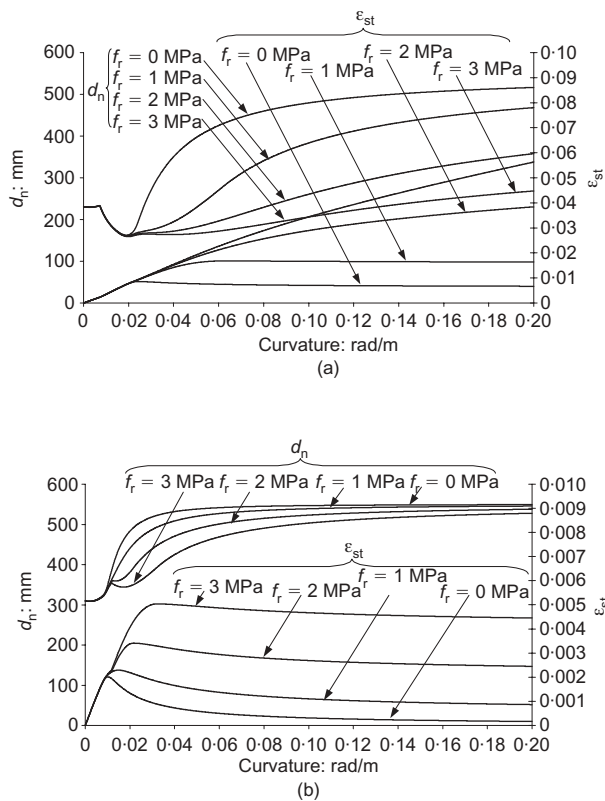 ε_st
f_r = 0 MPa
f_r = 1 MPa
f_r = 2 MPa
f_r = 3 MPa
d_n
f_r = 0 MPa
f_r = 1 MPa
f_r = 2 MPa
f_r = 3 MPa
600
500
400
300
200
100
0
d_n: mm
0·10
0·09
0·08
0·07
0·06
0·05
0·04
0·03
0·02
0·01
0
ε_st
0 0·02 0·04 0·06 0·08 0·10 0·12 0·14 0·16 0·18 0·20
Curvature: rad/m
(a)
d_n
f_r = 3 MPa f_r = 2 MPa f_r = 1 MPa f_r = 0 MPa
ε_st
f_r = 3 MPa f_r = 2 MPa f_r = 1 MPa f_r = 0 MPa
600
500
400
300
200
100
0
d_n: mm
0·010
0·009
0·008
0·007
0·006
0·005
0·004
0·003
0·002
0·001
0
ε_st
0 0·02 0·04 0·06 0·08 0·10 0·12 0·14 0·16 0·18 0·20
Curvature: rad/m
(b)